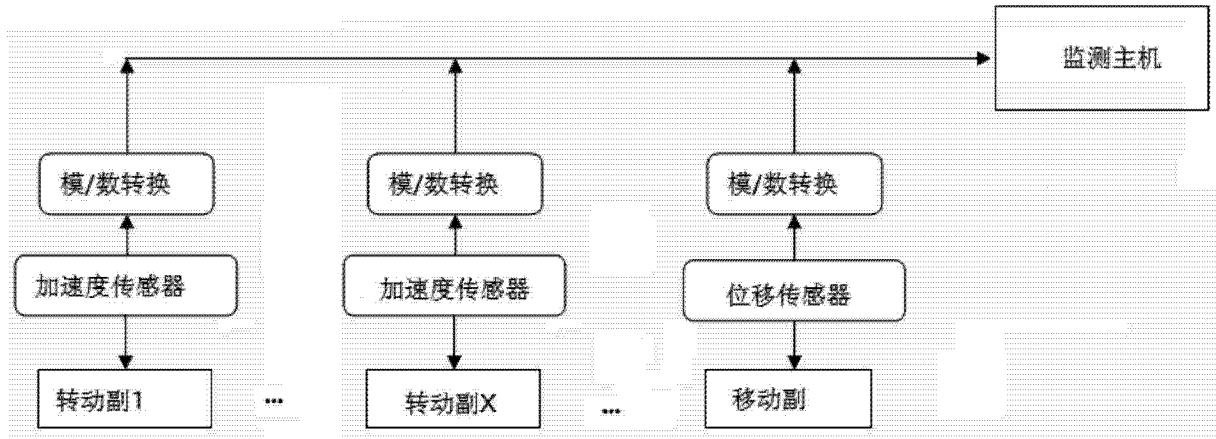 监测主机
模/数转换
模/数转换
模/数转换
加速度传感器
加速度传感器
位移传感器
转动副1
...
转动副X
...
移动副